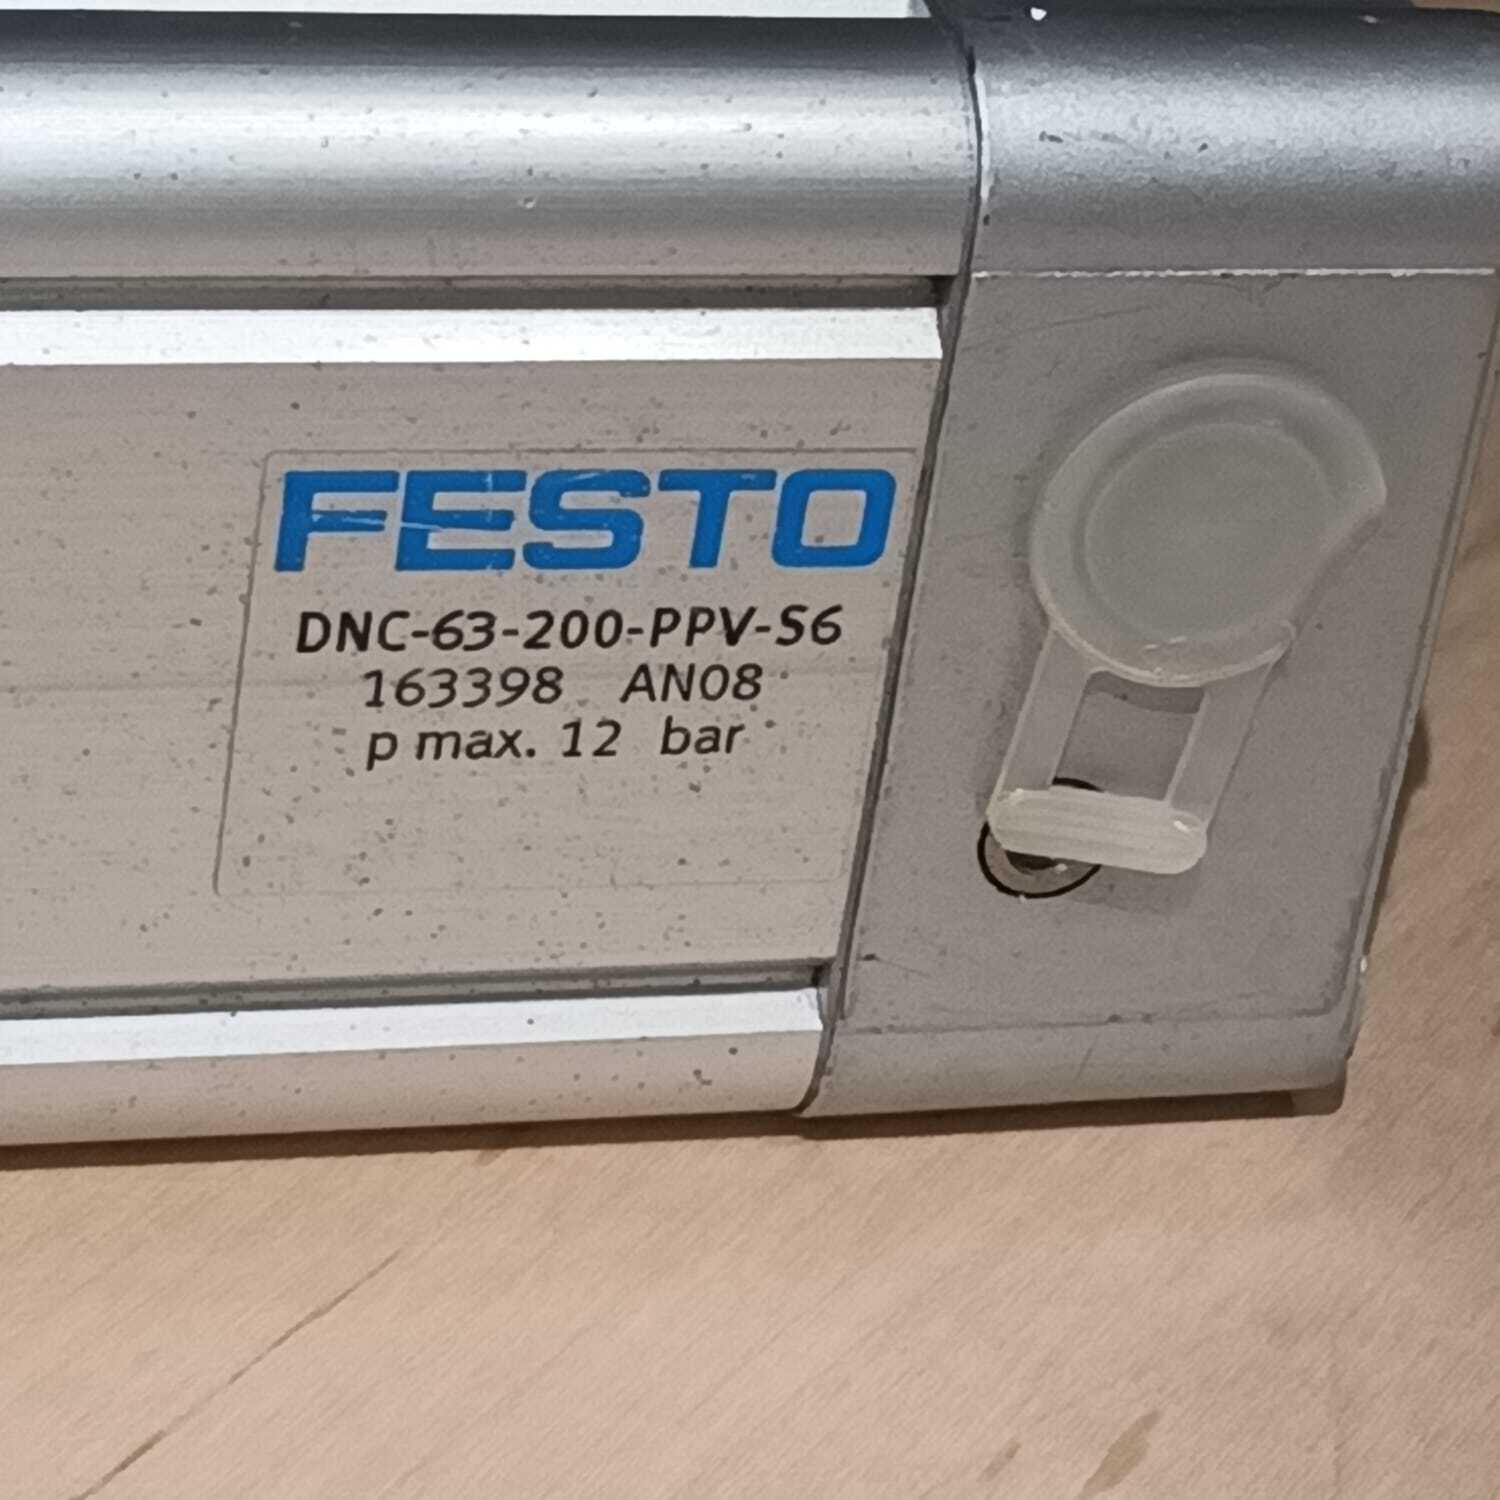 FESTO
DNC-63-200-PPV-S6
163398 AN08
p max. 12 bar